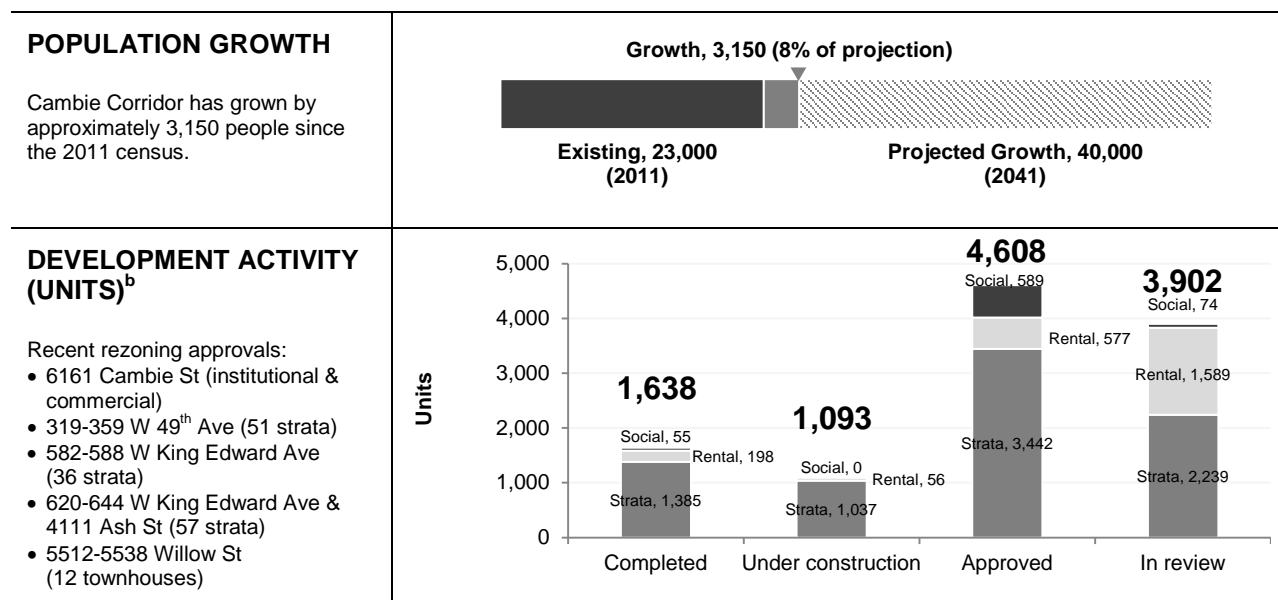 POPULATION GROWTH
Cambie Corridor has grown by
approximately 3,150 people since
the 2011 census.
Growth, 3,150 (8% of projection)
Existing, 23,000
(2011)
Projected Growth, 40,000
(2041)
DEVELOPMENT ACTIVITY
(UNITS)b
Recent rezoning approvals:
• 6161 Cambie St (institutional &
commercial)
• 319-359 W 49th Ave (51 strata)
• 582-588 W King Edward Ave
(36 strata)
• 620-644 W King Edward Ave &
4111 Ash St (57 strata)
• 5512-5538 Willow St
(12 townhouses)
Units
5,000
4,000
3,000
2,000
1,000
0
1,638
Social, 55
Rental, 198
Strata, 1,385
Completed
1,093
Social, 0
Rental, 56
Strata, 1,037
Under construction
4,608
Social, 589
Rental, 577
Strata, 3,442
Approved
3,902
Social, 74
Rental, 1,589
Strata, 2,239
In review